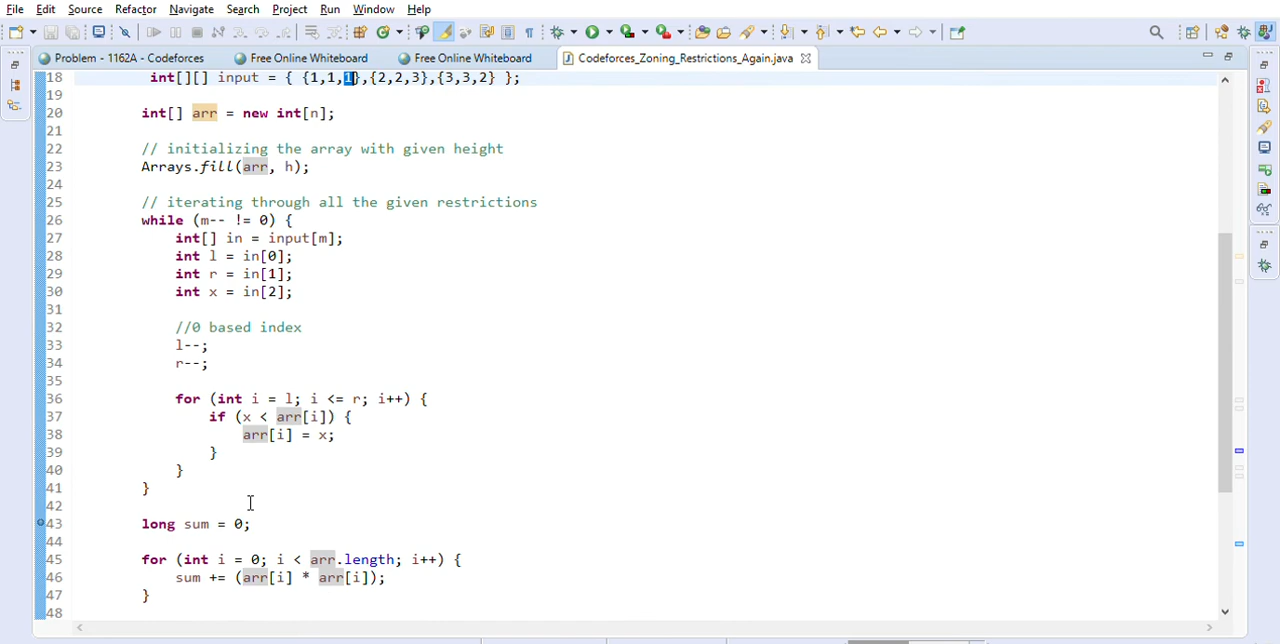 File Edit Source Refactor Navigate Search Project Run Window Help
Problem - 1162A - Codeforces Free Online Whiteboard Free Online Whiteboard Codeforces_Zoning_Restrictions_Again.java
18 int[][] input = { {1,1,1},{2,2,3},{3,3,2} };
19
20 int[] arr = new int[n];
21
22 // initializing the array with given height
23 Arrays.fill(arr, h);
24
25 // iterating through all the given restrictions
26 while (m-- != 0) {
27 int[] in = input[m];
28 int l = in[0];
29 int r = in[1];
30 int x = in[2];
31
32 //0 based index
33 l--;
34 r--;
35
36 for (int i = l; i <= r; i++) {
37 if (x < arr[i]) {
38 arr[i] = x;
39 }
40 }
41 }
42
43 long sum = 0;
44
45 for (int i = 0; i < arr.length; i++) {
46 sum += (arr[i] * arr[i]);
47 }
48